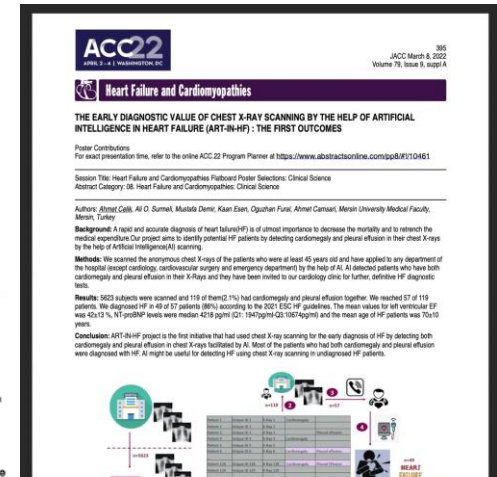 ACC22
APRIL 2 – 4 | WASHINGTON, DC
395
JACC March 8, 2022
Volume 79, Issue 9, suppl A
Heart Failure and Cardiomyopathies
THE EARLY DIAGNOSTIC VALUE OF CHEST X-RAY SCANNING BY THE HELP OF ARTIFICIAL
INTELLIGENCE IN HEART FAILURE (ART-IN-HF) : THE FIRST OUTCOMES
Poster Contributions
For exact presentation time, refer to the online ACC.22 Program Planner at https://www.abstractsonline.com/pp8/#!/10461
Session Title: Heart Failure and Cardiomyopathies Flatboard Poster Selections: Clinical Science
Abstract Category: 08. Heart Failure and Cardiomyopathies: Clinical Science
Authors: Ahmet Celik, Ali O. Surmeli, Mustafa Demir, Kaan Esen, Oguzhan Fural, Ahmet Camsari, Mersin University Medical Faculty,
Mersin, Turkey
Background: A rapid and accurate diagnosis of heart failure(HF) is of utmost importance to decrease the mortality and to retrench the
medical expenditure.Our project aims to identify potential HF patients by detecting cardiomegaly and pleural effusion in their chest X-rays
by the help of Artificial Intelligence(AI) scanning.
Methods: We scanned the anonymous chest X-rays of the patients who were at least 45 years old and have applied to any department of
the hospital (except cardiology, cardiovascular surgery and emergency department) by the help of AI. AI detected patients who have both
cardiomegaly and pleural effusion in their X-Rays and they have been invited to our cardiology clinic for further, definitive HF diagnostic
tests.
Results: 5623 subjects were scanned and 119 of them(2.1%) had cardiomegaly and pleural effusion together. We reached 57 of 119
patients. We diagnosed HF in 49 of 57 patients (86%) according to the 2021 ESC HF guidelines. The mean values for left ventricular EF
was 42±13 %, NT-proBNP levels were median 4218 pg/ml (Q1: 1947pg/ml-Q3:10674pg/ml) and the mean age of HF patients was 70±10
years.
Conclusion: ART-IN-HF project is the first initiative that had used chest X-ray scanning for the early diagnosis of HF by detecting both
cardiomegaly and pleural effusion in chest X-rays facilitated by AI. Most of the patients who had both cardiomegaly and pleural effusion
were diagnosed with HF. AI might be useful for detecting HF using chest X-ray scanning in undiagnosed HF patients.
3
n=119
2
n=57
4
n=5623
n=49
HEART
FAILURE